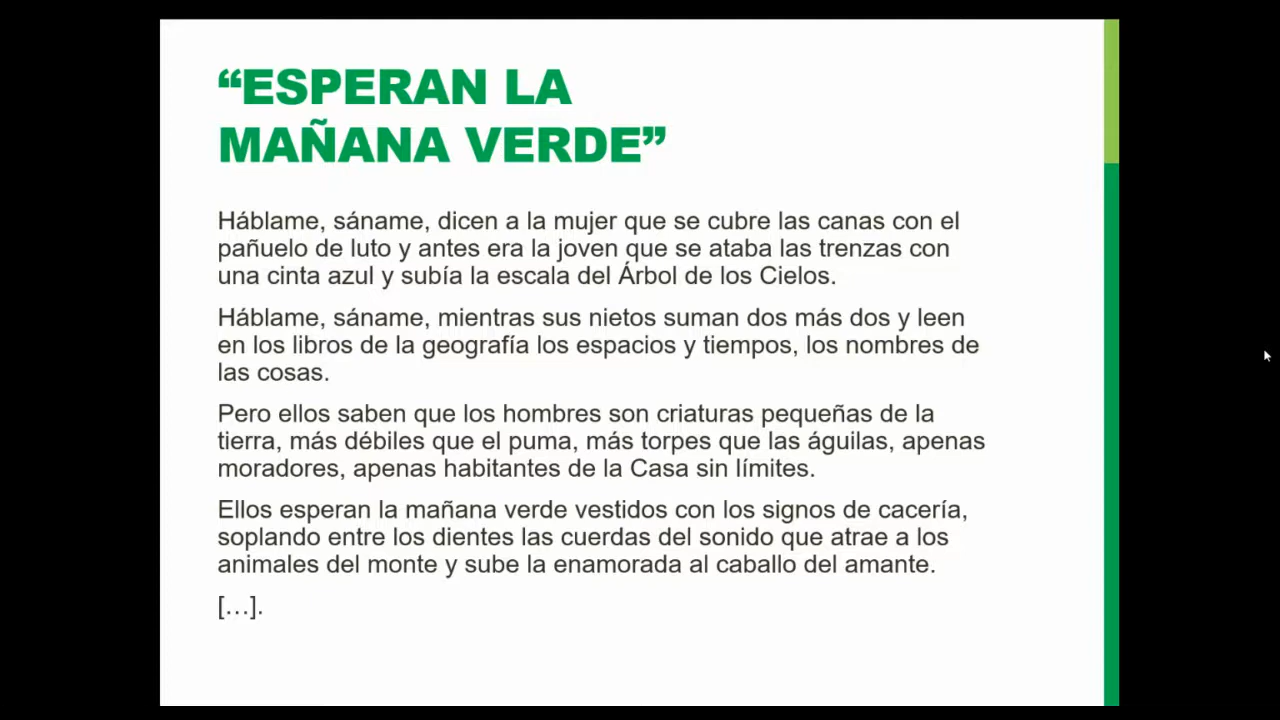 “ESPERAN LA
MAÑANA VERDE”
Háblame, sáname, dicen a la mujer que se cubre las canas con el
pañuelo de luto y antes era la joven que se ataba las trenzas con
una cinta azul y subía la escala del Árbol de los Cielos.
Háblame, sáname, mientras sus nietos suman dos más dos y leen
en los libros de la geografía los espacios y tiempos, los nombres de
las cosas.
Pero ellos saben que los hombres son criaturas pequeñas de la
tierra, más débiles que el puma, más torpes que las águilas, apenas
moradores, apenas habitantes de la Casa sin límites.
Ellos esperan la mañana verde vestidos con los signos de cacería,
soplando entre los dientes las cuerdas del sonido que atrae a los
animales del monte y sube la enamorada al caballo del amante.
[…].